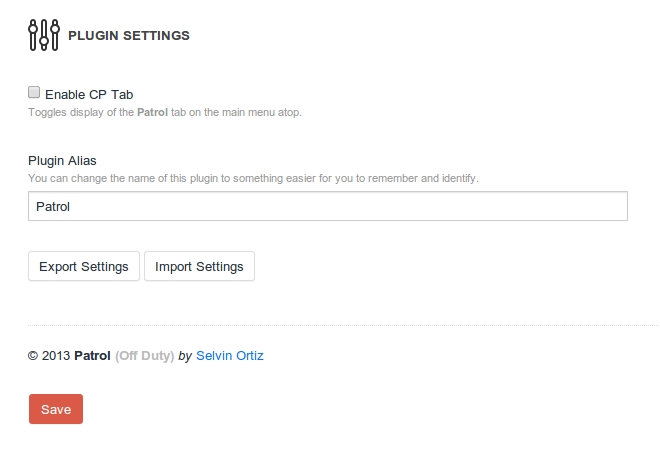 PLUGIN SETTINGS
Enable CP Tab
Toggles display of the Patrol tab on the main menu atop.
Plugin Alias
You can change the name of this plugin to something easier for you to remember and identify.
Patrol
Export Settings Import Settings
© 2013 Patrol (Off Duty) by Selvin Ortiz
Save